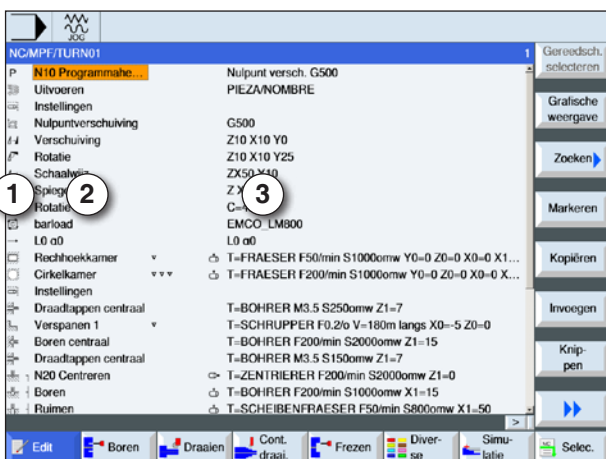 JOG
NC/MPF/TURN01 1
P N10 Programmahe... Nulpunt versch. G500
Uitvoeren PIEZA/NOMBRE
Instellingen
Nulpuntverschuiving G500
Verschuiving Z10 X10 Y0
Rotatie Z10 X10 Y25
Schaalwijz ZX50 Y10
1 2 3
Rotatie
barload EMCO_LM800
L0 α0 L0 α0
Rechhoekkamer ▿ T=FRAESER F50/min S1000omw Y0=0 Z0=0 X0=0 X1...
Cirkelkamer ▿▿▿ T=FRAESER F200/min S1000omw Y0=0 Z0=0 X0=0 X...
Instellingen
Draadtappen centraal T=BOHRER M3.5 S250omw Z1=7
Verspanen 1 ▿ T=SCHRUPPER F0.2/o V=180m langs X0=-5 Z0=0
Boren centraal T=BOHRER F200/min S2000omw Z1=15
Draadtappen centraal T=BOHRER M3.5 S150omw Z1=7
N20 Centreren T=ZENTRIERER F200/min S2000omw Z1=0
Boren T=BOHRER F200/min S1000omw X1=15
Ruimen T=SCHEIBENFRAESER F50/min S800omw X1=50
Gereedsch.
selecteren
Grafische
weergave
Zoeken
Markeren
Kopiëren
Invoegen
Knip-
pen
Edit Boren Draaien Cont.
draai. Frezen Diver-
se Simu-
latie Selec.